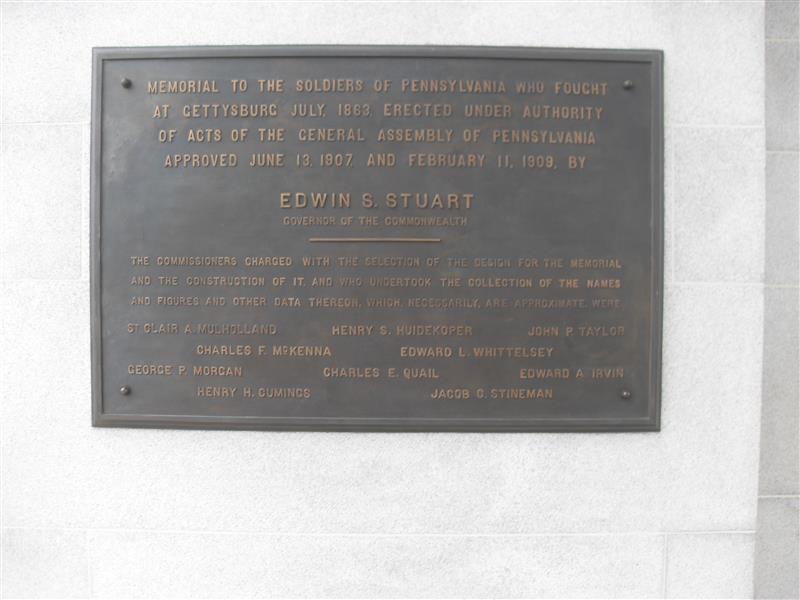 MEMORIAL TO THE SOLDIERS OF PENNSYLVANIA WHO FOUGHT
AT GETTYSBURG JULY, 1863, ERECTED UNDER AUTHORITY
OF ACTS OF THE GENERAL ASSEMBLY OF PENNSYLVANIA
APPROVED JUNE 13, 1907, AND FEBRUARY 11, 1909, BY
EDWIN S. STUART
GOVERNOR OF THE COMMONWEALTH
THE COMMISSIONERS CHARGED WITH THE SELECTION OF THE DESIGN FOR THE MEMORIAL
AND THE CONSTRUCTION OF IT, AND WHO UNDERTOOK THE COLLECTION OF THE NAMES
AND FIGURES AND OTHER DATA THEREON, WHICH, NECESSARILY, ARE APPROXIMATE, WERE
ST CLAIR A. MULHOLLAND HENRY S. HUIDEKOPER JOHN P. TAYLOR
CHARLES F. McKENNA EDWARD L. WHITTELSEY
GEORGE P. MORGAN CHARLES E. QUAIL EDWARD A. IRVIN
HENRY H. CUMINGS JACOB C. STINEMAN